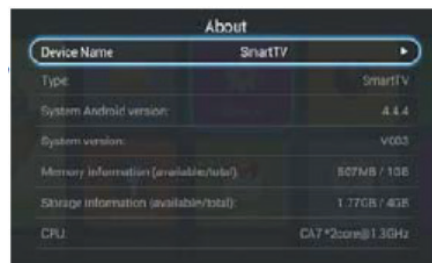 About
Device Name SmartTV
Type: SmartTV
System Android version: 4.4.4
System version: V003
Memory information (available/total): 807MB / 1GB
Storage information (available/total): 1.77GB / 4GB
CPU: CA7 *2core@1.3GHz